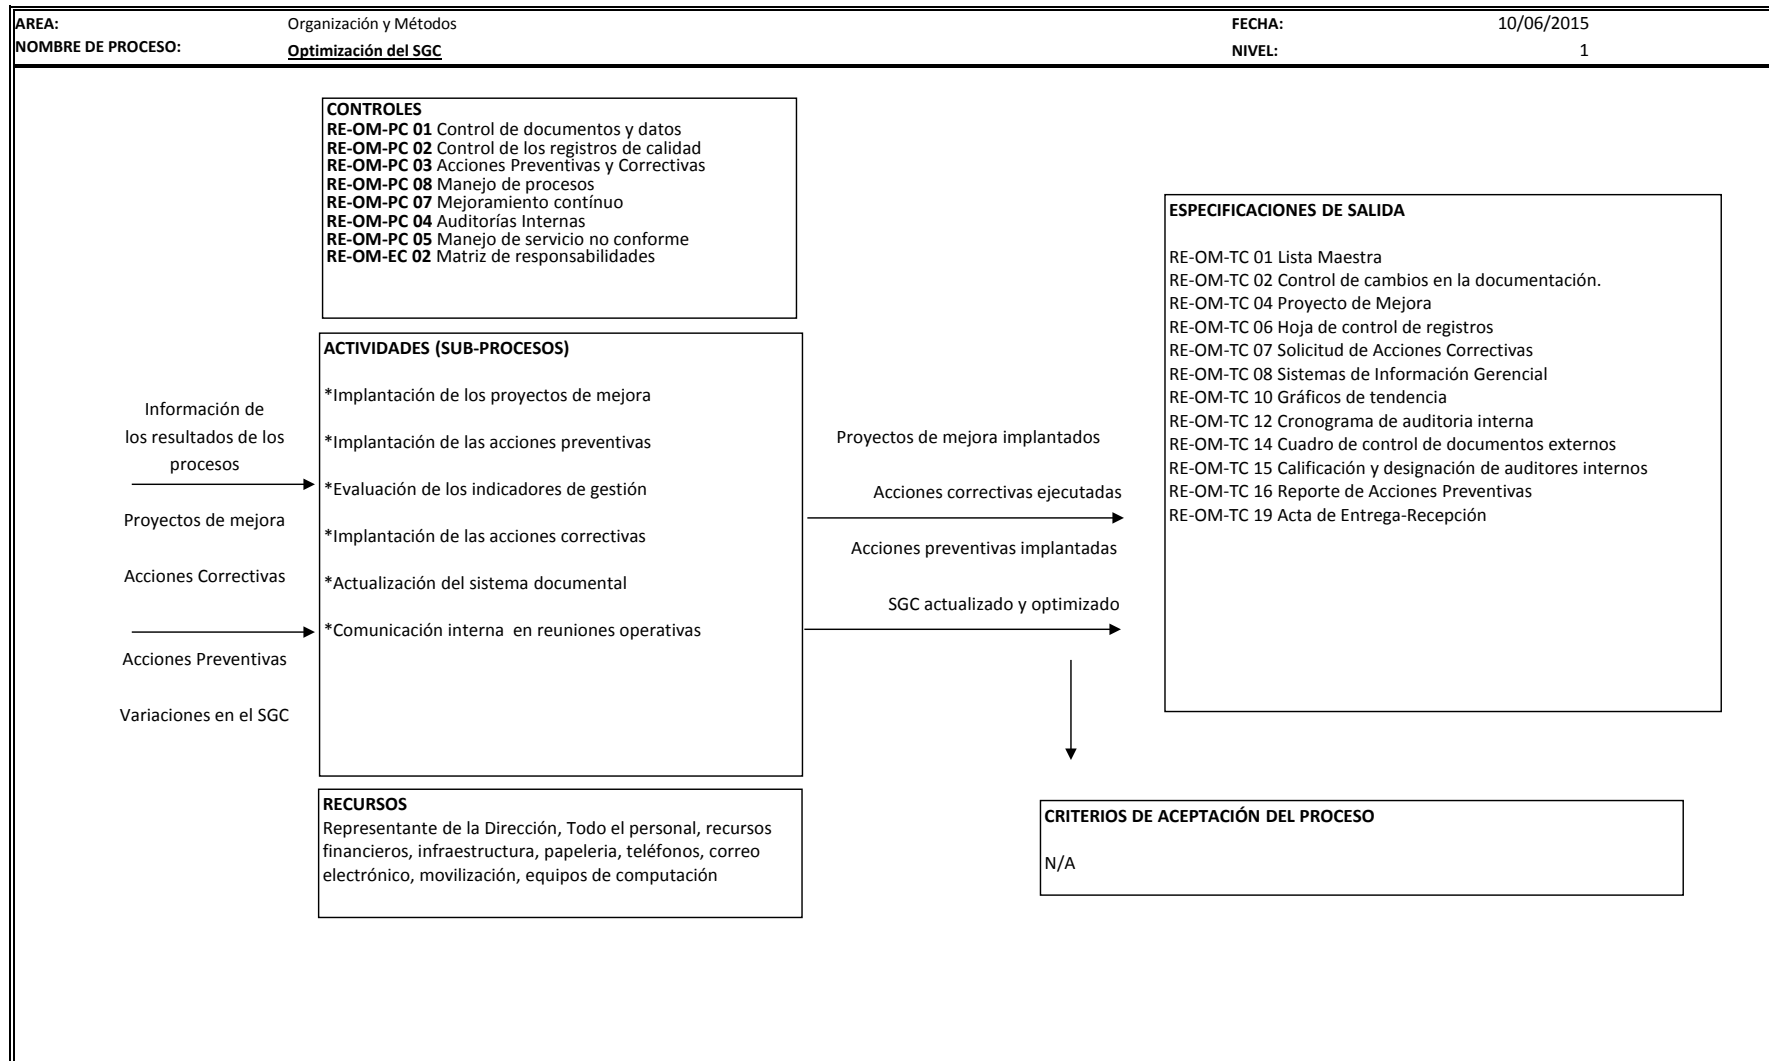 AREA: Organización y Métodos FECHA: 10/06/2015
NOMBRE DE PROCESO: Optimización del SGC NIVEL: 1
CONTROLES
RE-OM-PC 01 Control de documentos y datos
RE-OM-PC 02 Control de los registros de calidad
RE-OM-PC 03 Acciones Preventivas y Correctivas
RE-OM-PC 08 Manejo de procesos
RE-OM-PC 07 Mejoramiento contínuo
RE-OM-PC 04 Auditorías Internas
RE-OM-PC 05 Manejo de servicio no conforme
RE-OM-EC 02 Matriz de responsabilidades
Información de
los resultados de los
procesos
Proyectos de mejora
Acciones Correctivas
Acciones Preventivas
Variaciones en el SGC
ACTIVIDADES (SUB-PROCESOS)
*Implantación de los proyectos de mejora
*Implantación de las acciones preventivas
*Evaluación de los indicadores de gestión
*Implantación de las acciones correctivas
*Actualización del sistema documental
*Comunicación interna  en reuniones operativas
Proyectos de mejora implantados
Acciones correctivas ejecutadas
Acciones preventivas implantadas
SGC actualizado y optimizado
ESPECIFICACIONES DE SALIDA
RE-OM-TC 01 Lista Maestra
RE-OM-TC 02 Control de cambios en la documentación.
RE-OM-TC 04 Proyecto de Mejora
RE-OM-TC 06 Hoja de control de registros
RE-OM-TC 07 Solicitud de Acciones Correctivas
RE-OM-TC 08 Sistemas de Información Gerencial
RE-OM-TC 10 Gráficos de tendencia
RE-OM-TC 12 Cronograma de auditoria interna
RE-OM-TC 14 Cuadro de control de documentos externos
RE-OM-TC 15 Calificación y designación de auditores internos
RE-OM-TC 16 Reporte de Acciones Preventivas
RE-OM-TC 19 Acta de Entrega-Recepción
RECURSOS
Representante de la Dirección, Todo el personal, recursos
financieros, infraestructura, papeleria, teléfonos, correo
electrónico, movilización, equipos de computación
CRITERIOS DE ACEPTACIÓN DEL PROCESO
N/A